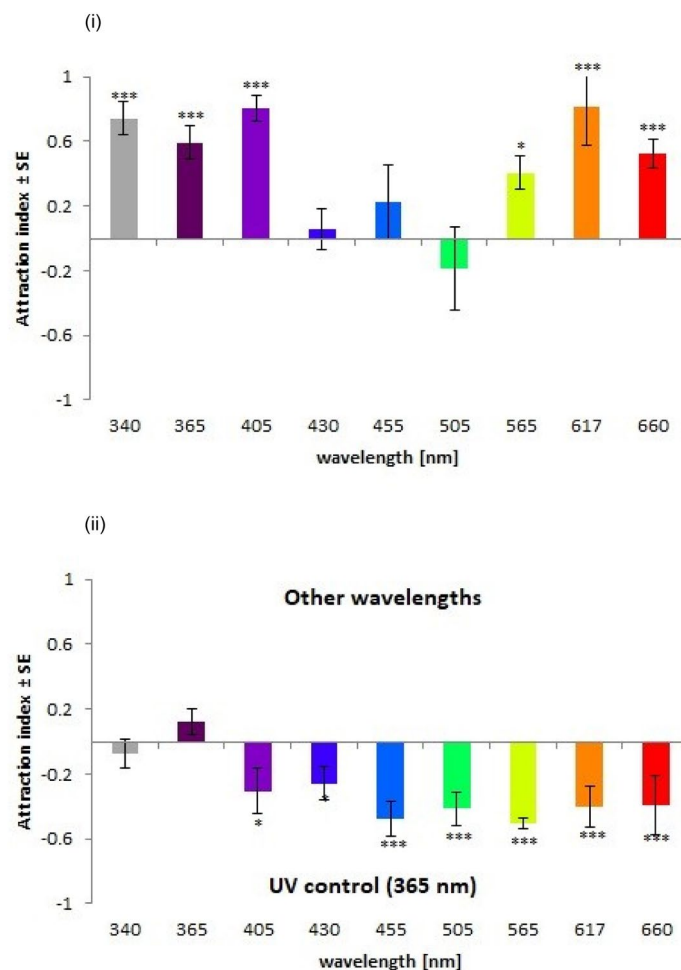 (i)
Attraction index ± SE
1
0.6
0.2
-0.2
-0.6
-1
*** *** *** * *** ***
340 365 405 430 455 505 565 617 660
wavelength [nm]
(ii)
Attraction index ± SE
1
0.6
0.2
-0.2
-0.6
-1
Other wavelengths
* * *** *** *** *** ***
UV control (365 nm)
340 365 405 430 455 505 565 617 660
wavelength [nm]